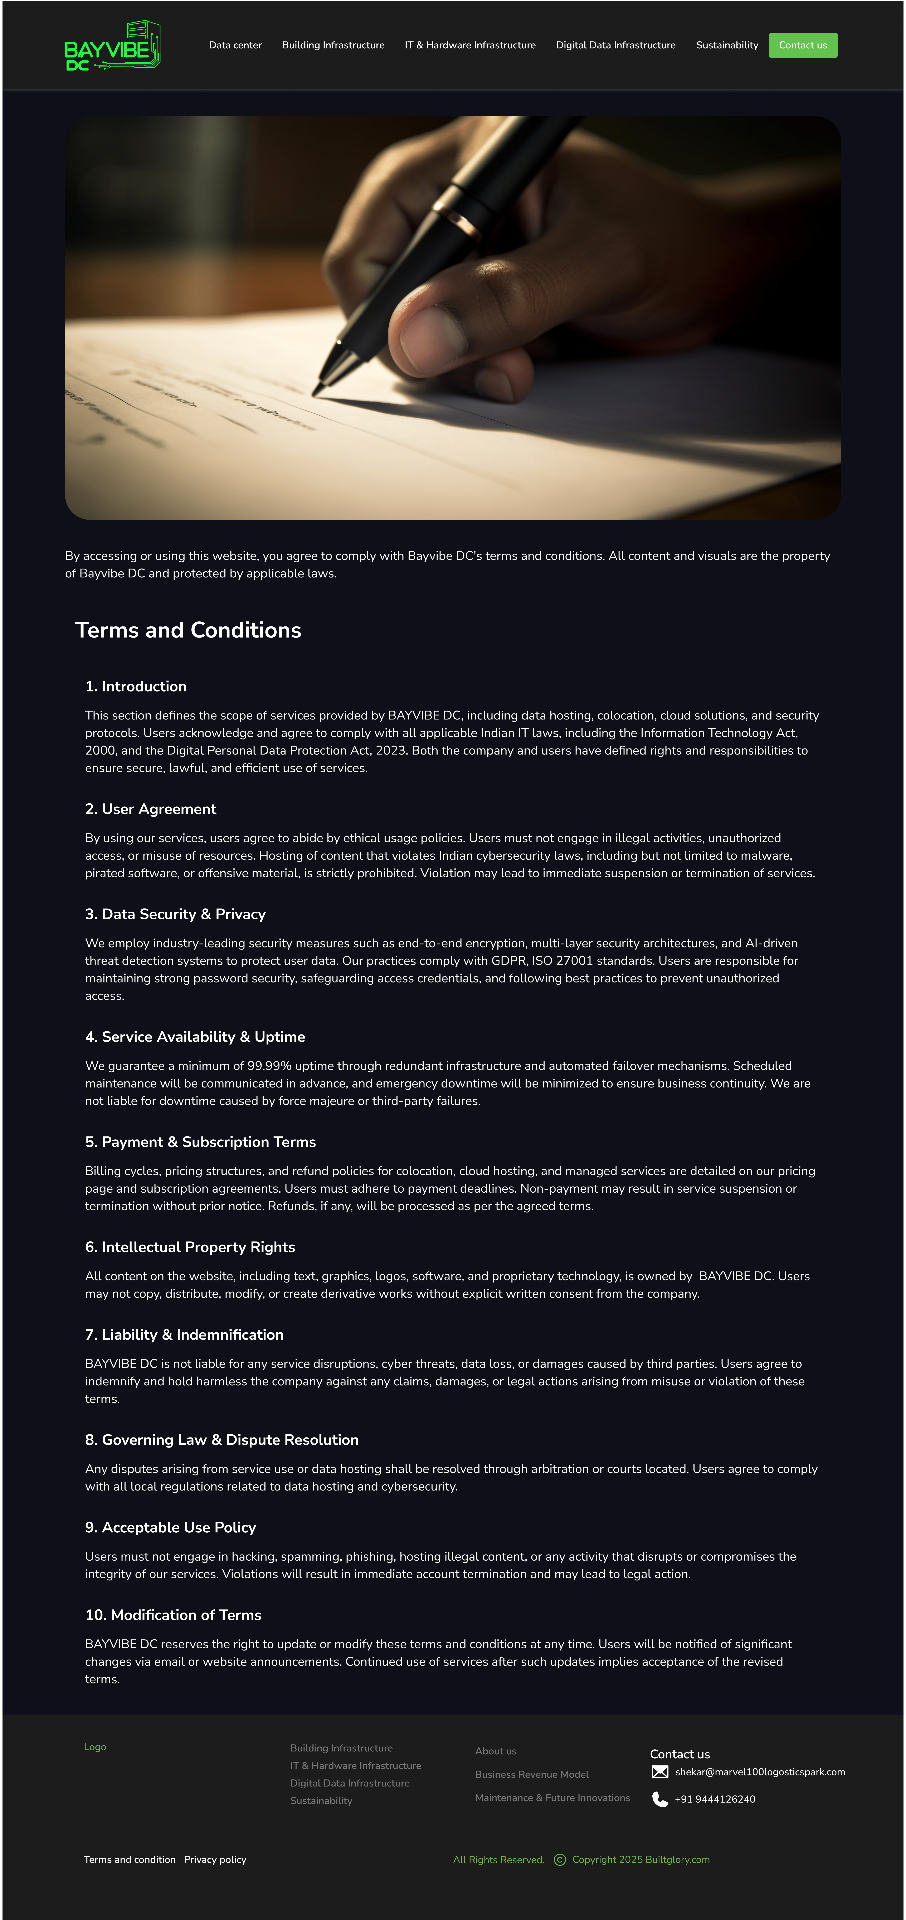 BAYVIBE
DC
Data center
Building Infrastructure
IT & Hardware Infrastructure
Digital Data Infrastructure
Sustainability
Contact us
By accessing or using this website, you agree to comply with Bayvibe DC's terms and conditions. All content and visuals are the property
of Bayvibe DC and protected by applicable laws.
Terms and Conditions
1. Introduction
This section defines the scope of services provided by BAYVIBE DC, including data hosting, colocation, cloud solutions, and security
protocols. Users acknowledge and agree to comply with all applicable Indian IT laws, including the Information Technology Act,
2000, and the Digital Personal Data Protection Act, 2023. Both the company and users have defined rights and responsibilities to
ensure secure, lawful, and efficient use of services.
2. User Agreement
By using our services, users agree to abide by ethical usage policies. Users must not engage in illegal activities, unauthorized
access, or misuse of resources. Hosting of content that violates Indian cybersecurity laws, including but not limited to malware,
pirated software, or offensive material, is strictly prohibited. Violation may lead to immediate suspension or termination of services.
3. Data Security & Privacy
We employ industry-leading security measures such as end-to-end encryption, multi-layer security architectures, and AI-driven
threat detection systems to protect user data. Our practices comply with GDPR, ISO 27001 standards. Users are responsible for
maintaining strong password security, safeguarding access credentials, and following best practices to prevent unauthorized
access.
4. Service Availability & Uptime
We guarantee a minimum of 99.99% uptime through redundant infrastructure and automated failover mechanisms. Scheduled
maintenance will be communicated in advance, and emergency downtime will be minimized to ensure business continuity. We are
not liable for downtime caused by force majeure or third-party failures.
5. Payment & Subscription Terms
Billing cycles, pricing structures, and refund policies for colocation, cloud hosting, and managed services are detailed on our pricing
page and subscription agreements. Users must adhere to payment deadlines. Non-payment may result in service suspension or
termination without prior notice. Refunds, if any, will be processed as per the agreed terms.
6. Intellectual Property Rights
All content on the website, including text, graphics, logos, software, and proprietary technology, is owned by  BAYVIBE DC. Users
may not copy, distribute, modify, or create derivative works without explicit written consent from the company.
7. Liability & Indemnification
BAYVIBE DC is not liable for any service disruptions, cyber threats, data loss, or damages caused by third parties. Users agree to
indemnify and hold harmless the company against any claims, damages, or legal actions arising from misuse or violation of these
terms.
8. Governing Law & Dispute Resolution
Any disputes arising from service use or data hosting shall be resolved through arbitration or courts located. Users agree to comply
with all local regulations related to data hosting and cybersecurity.
9. Acceptable Use Policy
Users must not engage in hacking, spamming, phishing, hosting illegal content, or any activity that disrupts or compromises the
integrity of our services. Violations will result in immediate account termination and may lead to legal action.
10. Modification of Terms
BAYVIBE DC reserves the right to update or modify these terms and conditions at any time. Users will be notified of significant
changes via email or website announcements. Continued use of services after such updates implies acceptance of the revised
terms.
Logo
Building Infrastructure
IT & Hardware Infrastructure
Digital Data Infrastructure
Sustainability
About us
Business Revenue Model
Maintenance & Future Innovations
Contact us
shekar@marvel100logosticspark.com
+91 9444126240
Terms and condition
Privacy policy
All Rights Reserved. © Copyright 2025 Builtglory.com